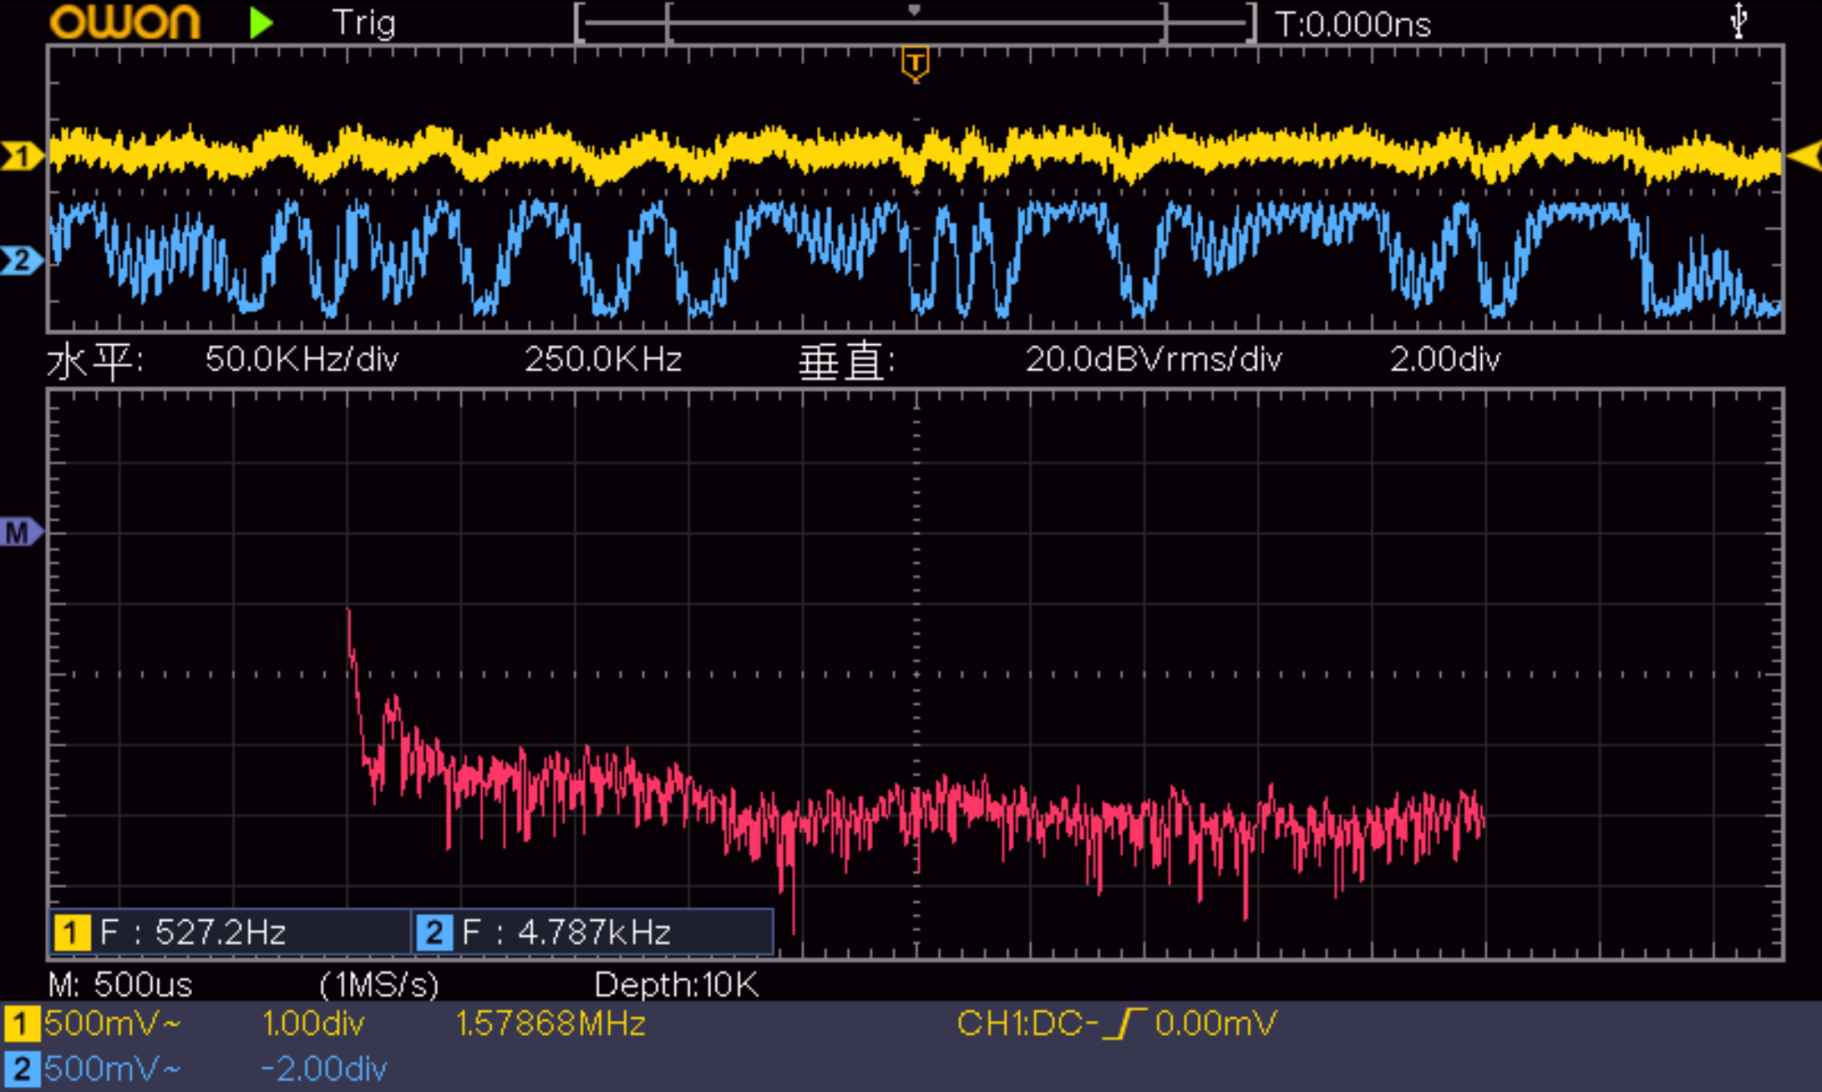 owon Trig T:0.000ns
T
1
2
水平: 50.0KHz/div 250.0KHz 垂直: 20.0dBVrms/div 2.00div
M
1 F : 527.2Hz 2 F : 4.787kHz
M: 500us (1MS/s) Depth:10K
1 500mV~ 1.00div 1.57868MHz CH1:DC- 0.00mV
2 500mV~ -2.00div